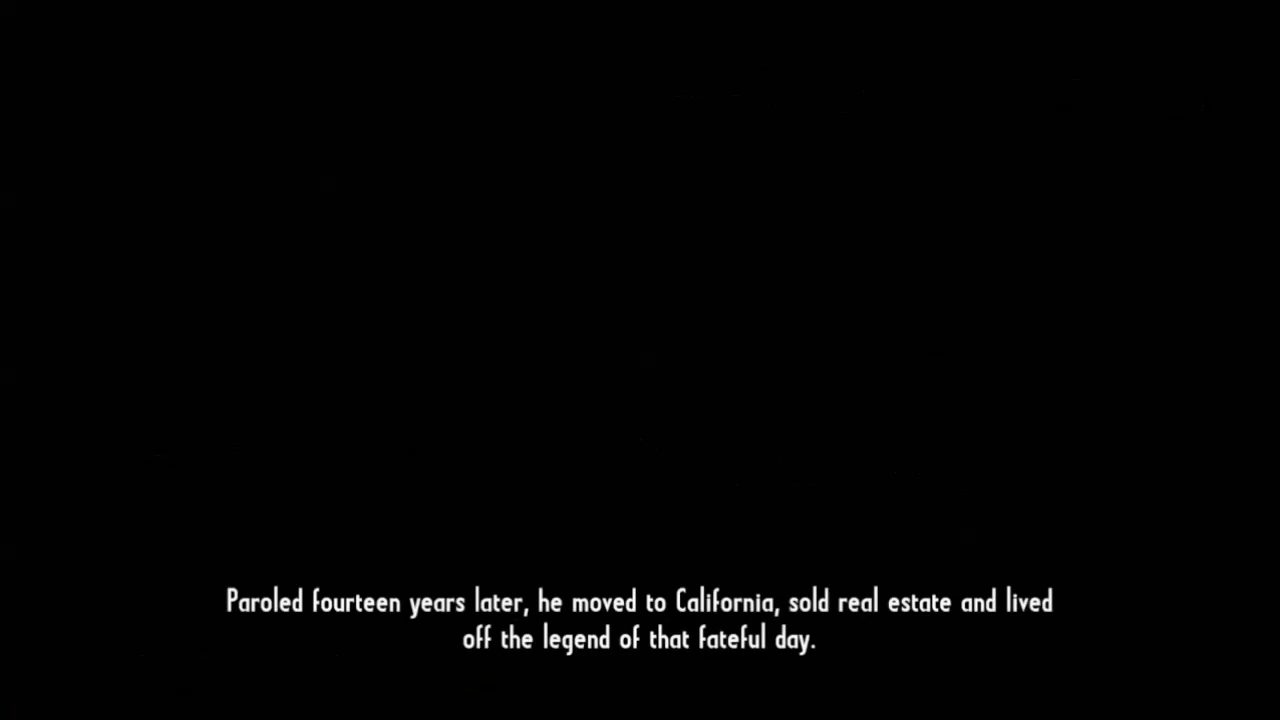 Paroled fourteen years later, he moved to California, sold real estate and lived
off the legend of that fateful day.